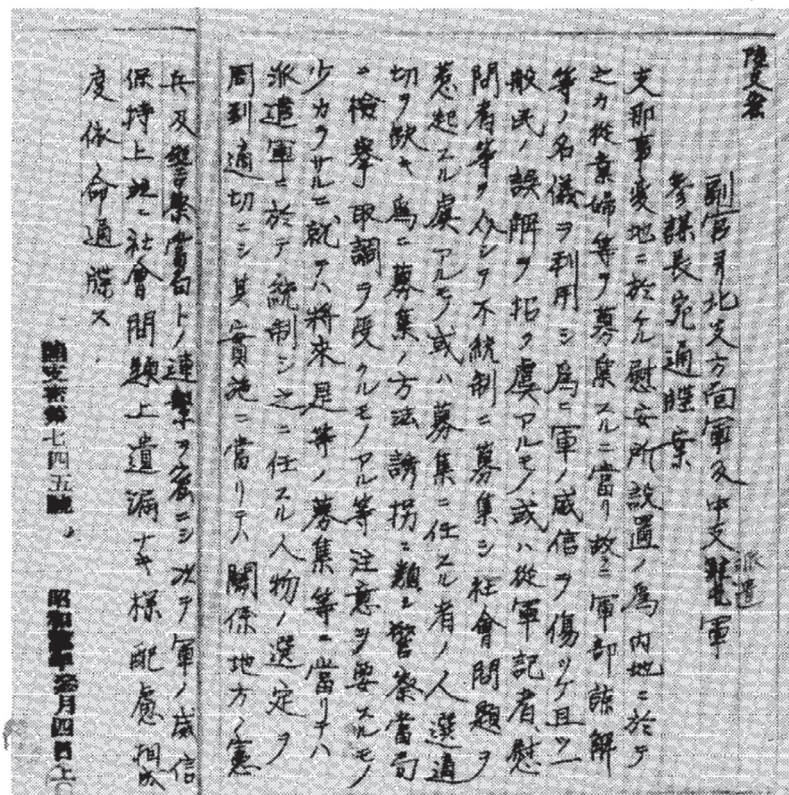 陸支密
副官ヨリ北支方面軍及中支派遣軍
参謀長宛通牒案
支那事変地ニ於ケル慰安所設置ノ為内地ニ於テ
之カ従業婦等ヲ募集スルニ當リ故ニ軍部諒解
等ノ名儀ヲ利用シ為ニ軍ノ威信ヲ傷ツケ且ツ一
般民ノ誤解ヲ招ク虞アルモノ或ハ従軍記者、慰
問者等ヲ介シテ不統制ニ募集シ社會問題ヲ
惹起スル虞アルモノ或ハ募集ニ任スル者ノ人選適
切ヲ欠キ為ニ募集ノ方法誘拐ニ類シ警察當局
ニ検挙取調ヲ受クルモノアル等注意ヲ要スルモノ
少カラサルニ就テハ将来是等ノ募集等ニ當リテハ
派遣軍ニ於テ統制シ之ニ任スル人物ノ選定ヲ
周到適切ニシ其實施ニ當リテハ関係地方ノ憲
兵及警察當局トノ連繋ヲ密ニシ次テ軍ノ威信
保持上並ニ社會問題上遺漏ナキ様配慮相成
度依命通牒ス
陸支密第七四五號
昭和拾參年參月四日